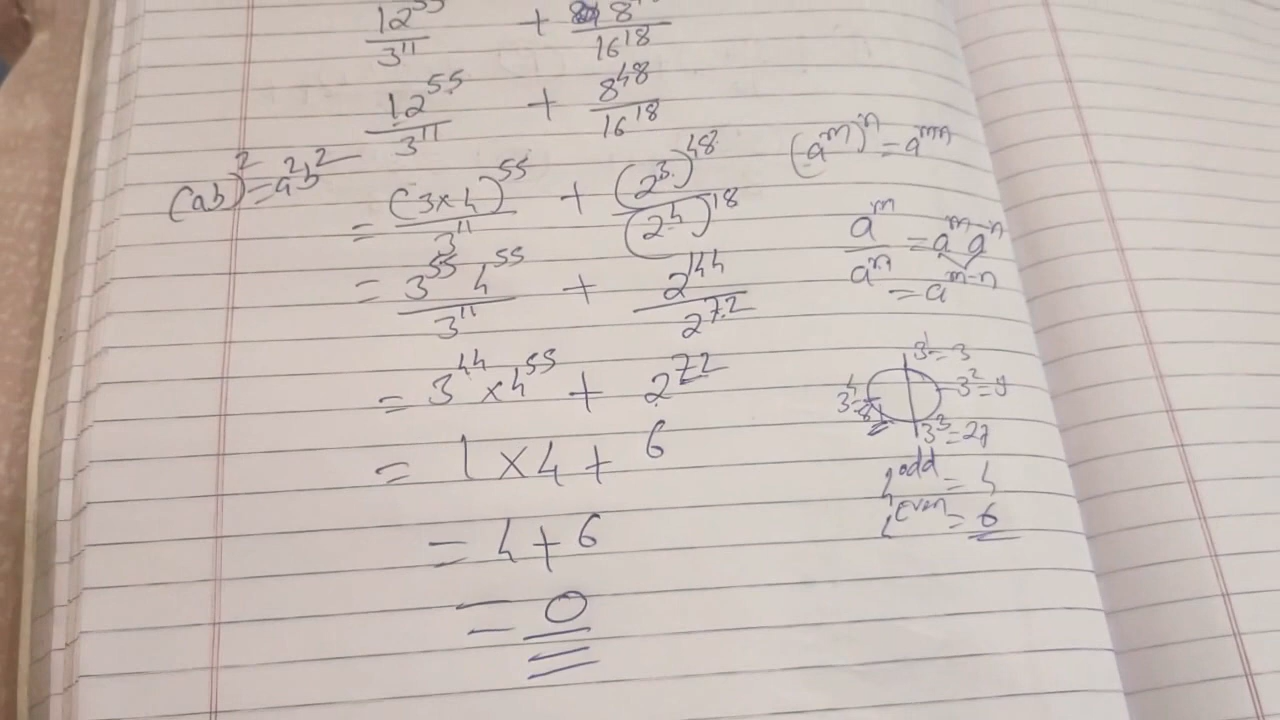 12^55/3^11 + 8^48/16^18
12^55/3^11 + 8^48/16^18
(ab)^2 = a^2b^2
= (3×4)^55/3^11 + (2^3)^48/(2^4)^18
= 3^55 4^55/3^11 + 2^144/2^72
= 3^44 × 4^55 + 2^72
= 1 × 4 + 6
= 4 + 6
= 0
(a^m)^n = a^mn
a^m/a^n = a^m a^-n
= a^m-n
3^1 = 3
3^2 = 9
3^3 = 27
3^4 = 81
4^odd = 4
4^Even = 6